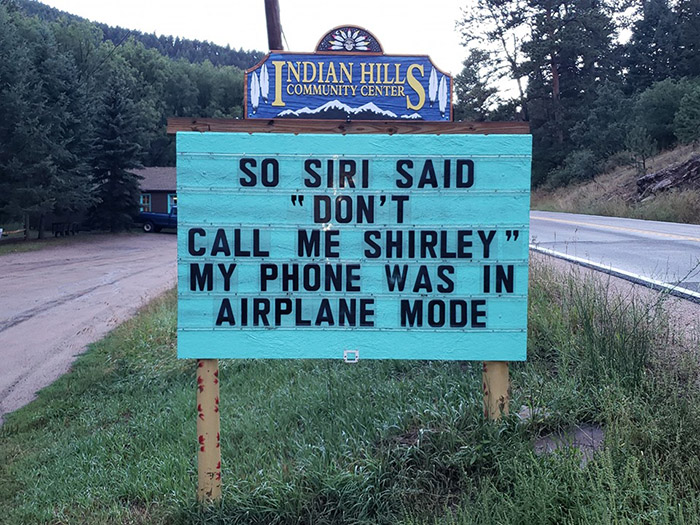 INDIAN HILLS
COMMUNITY CENTER
SO SIRI SAID
"DON'T
CALL ME SHIRLEY"
MY PHONE WAS IN
AIRPLANE MODE